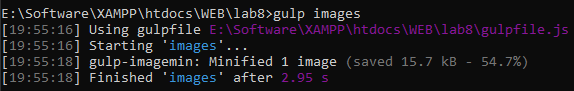 E:\Software\XAMPP\htdocs\WEB\lab8>gulp images
[19:55:16] Using gulpfile E:\Software\XAMPP\htdocs\WEB\lab8\gulpfile.js
[19:55:16] Starting 'images'...
[19:55:18] gulp-imagemin: Minified 1 image (saved 15.7 kB - 54.7%)
[19:55:18] Finished 'images' after 2.95 s